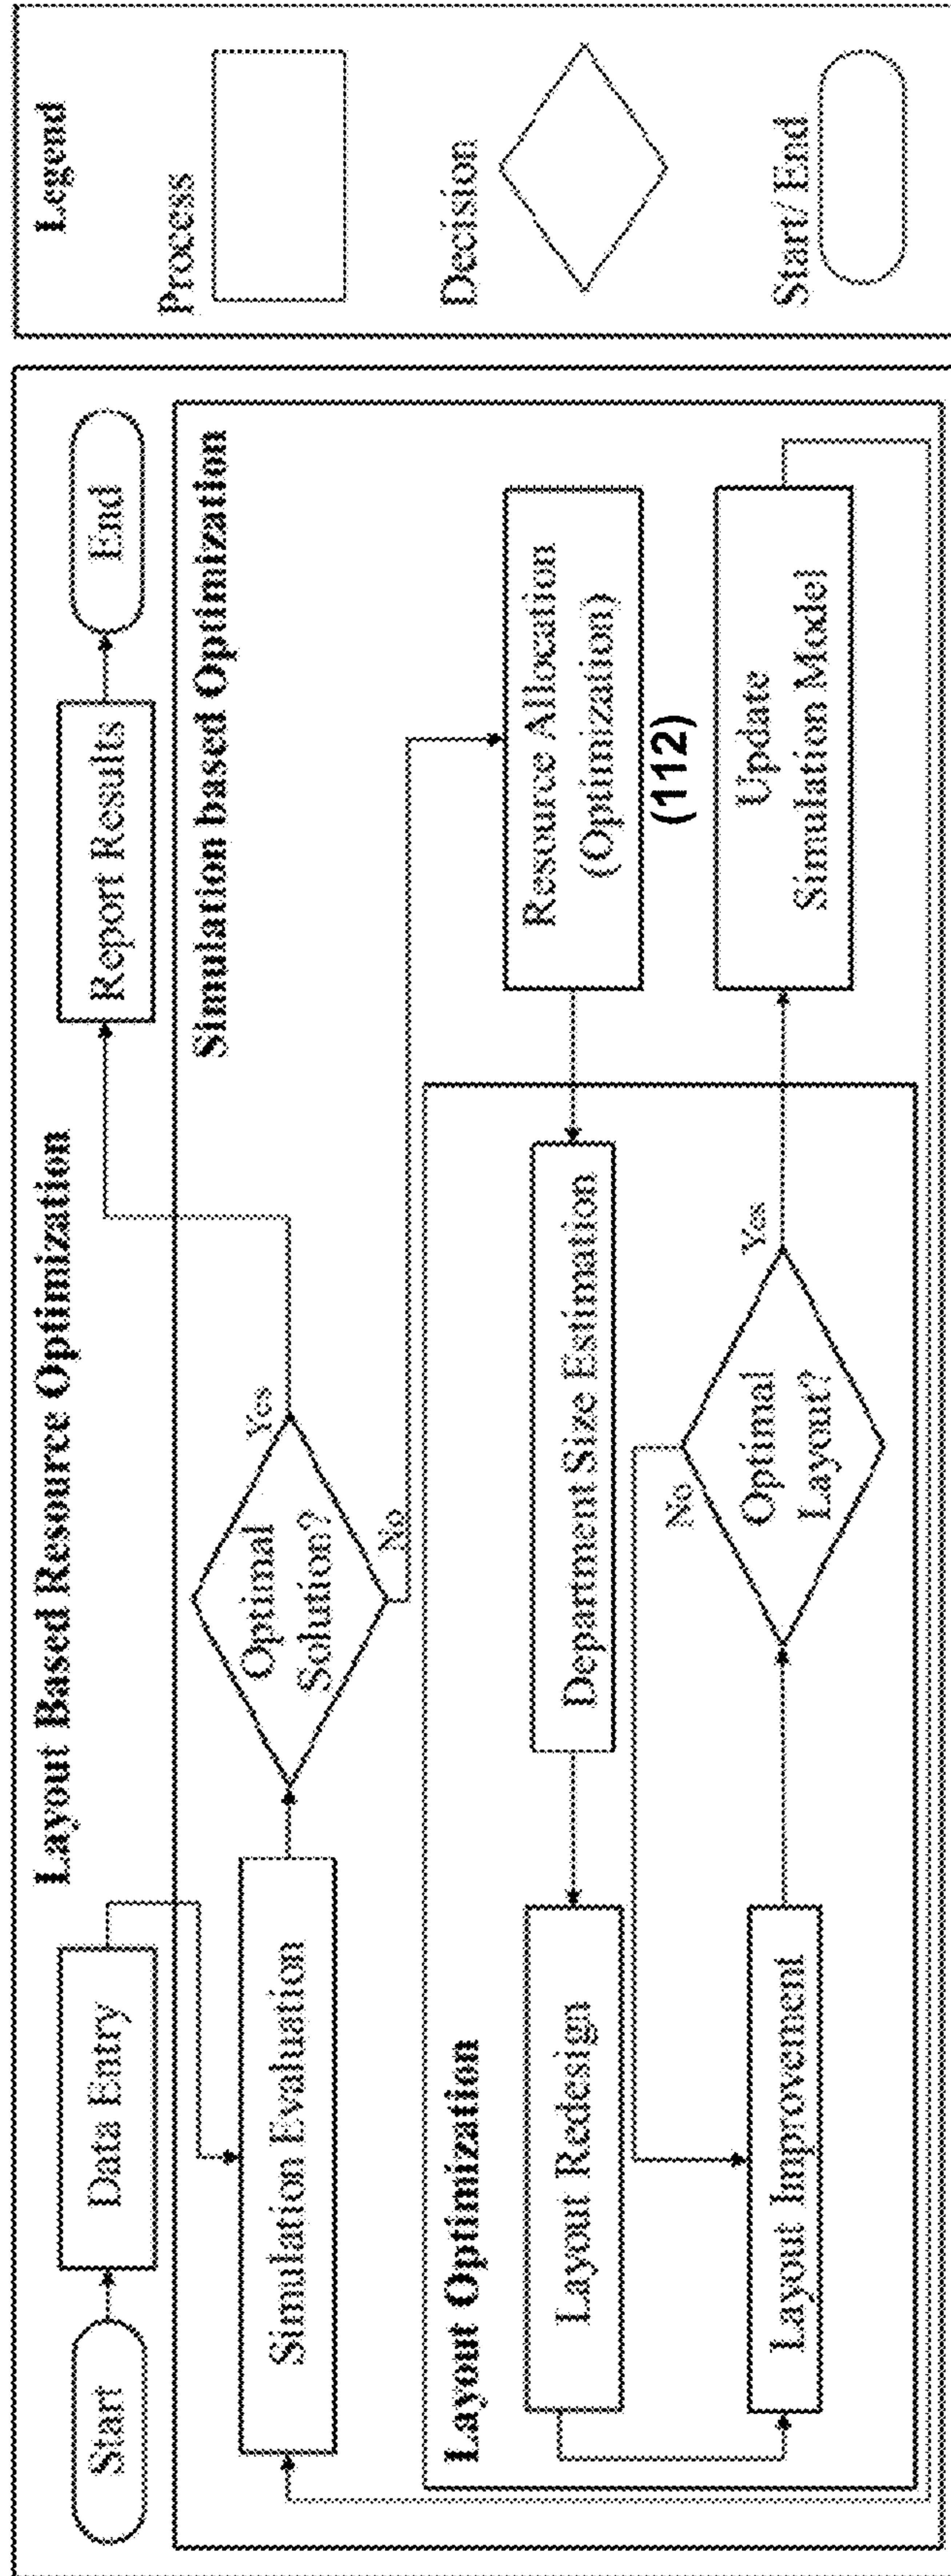 Layout Based Resource Optimization
Start
Data Entry
Report Results
End
Simulation based Optimization
Simulation Evaluation
Optimal
Solution?
Yes
No
Layout Optimization
Resource Allocation
(Optimization)
(112)
Department Size Estimation
Layout Redesign
Layout Improvement
No
Optimal
Layout?
Yes
Update
Simulation Model
Legend
Process
Decision
Start/ End